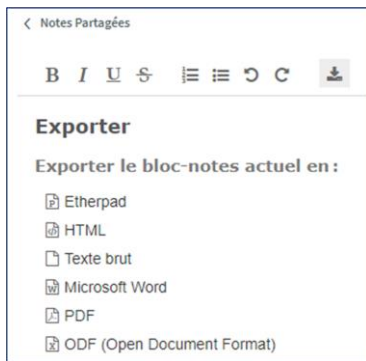 Notes Partagées
B I U S
Exporter
Exporter le bloc-notes actuel en :
Etherpad
HTML
Texte brut
Microsoft Word
PDF
ODF (Open Document Format)